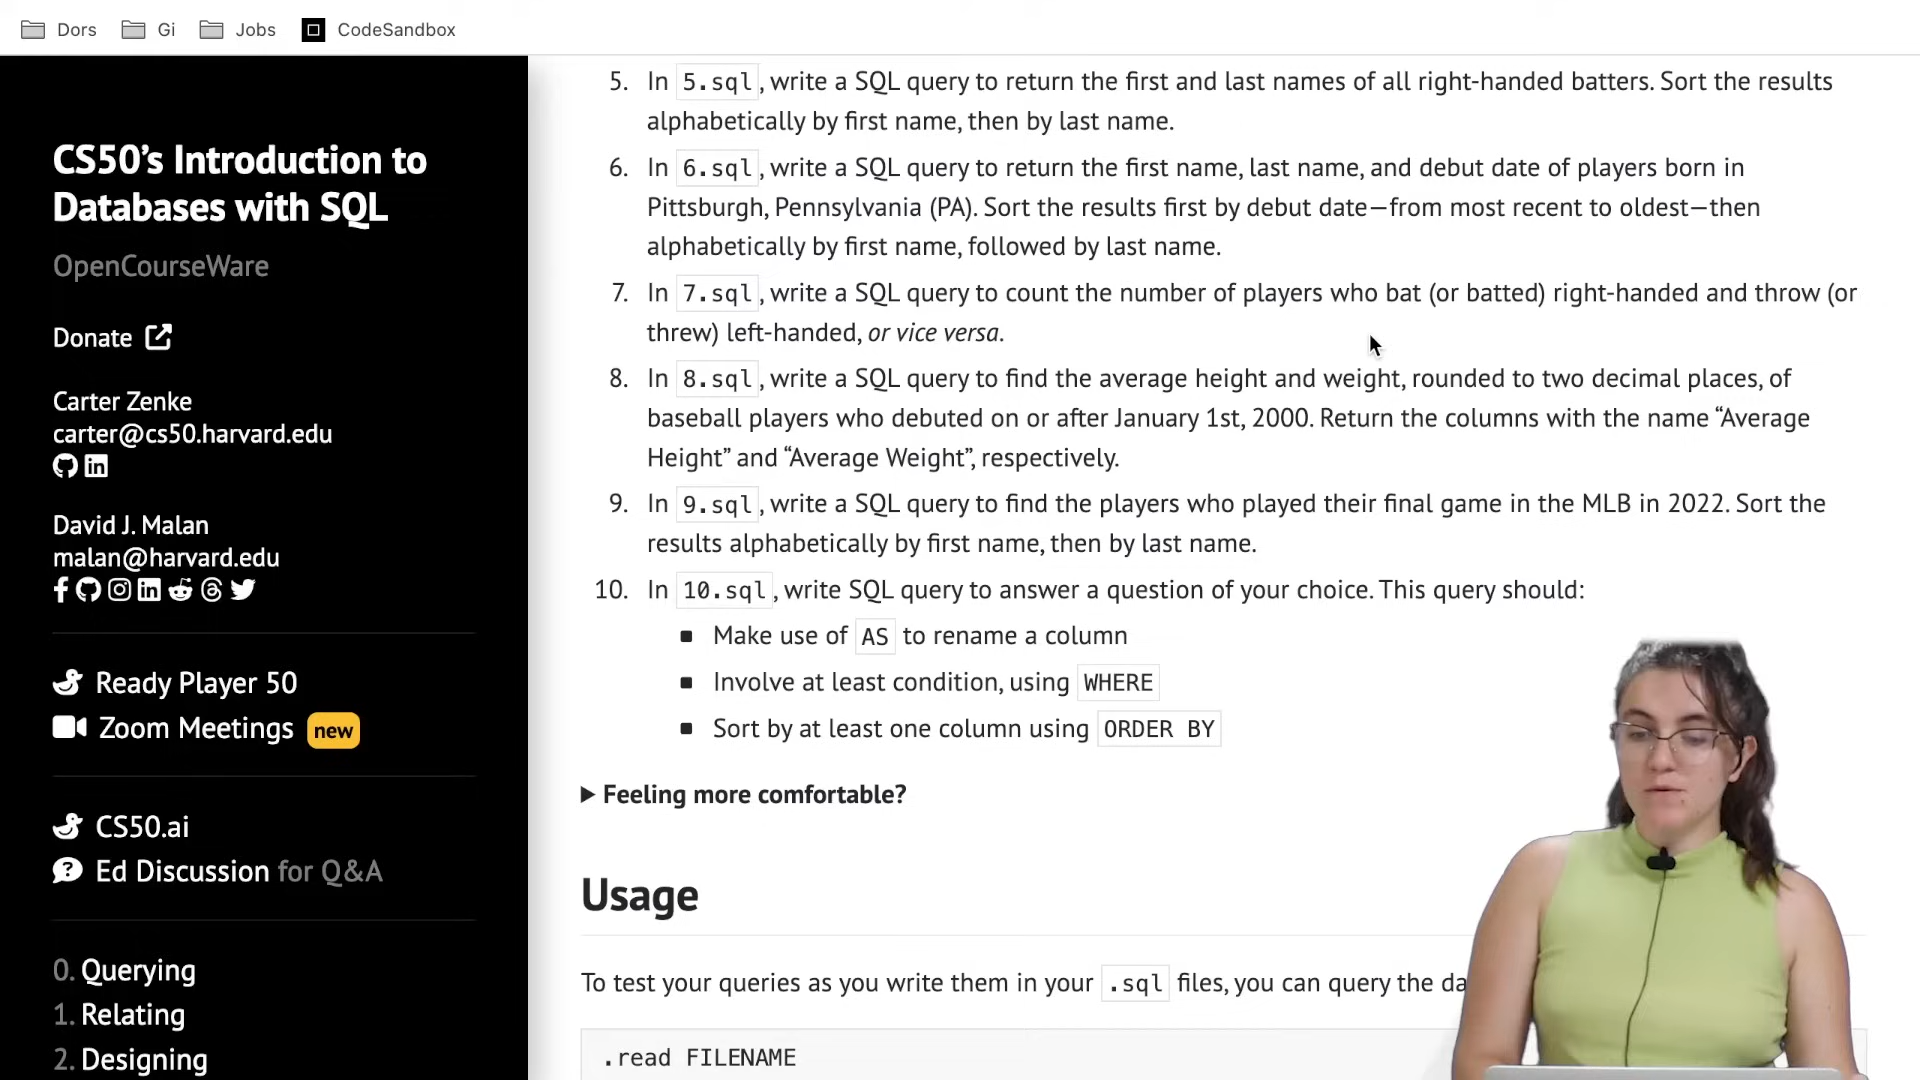 Dors
Gi
Jobs
CodeSandbox
CS50’s Introduction to
Databases with SQL
OpenCourseWare
Donate
Carter Zenke
carter@cs50.harvard.edu
David J. Malan
malan@harvard.edu
Ready Player 50
Zoom Meetings new
CS50.ai
Ed Discussion for Q&A
0. Querying
1. Relating
2. Designing
5. In 5.sql, write a SQL query to return the first and last names of all right-handed batters. Sort the results
alphabetically by first name, then by last name.
6. In 6.sql, write a SQL query to return the first name, last name, and debut date of players born in
Pittsburgh, Pennsylvania (PA). Sort the results first by debut date—from most recent to oldest—then
alphabetically by first name, followed by last name.
7. In 7.sql, write a SQL query to count the number of players who bat (or batted) right-handed and throw (or
threw) left-handed, or vice versa.
8. In 8.sql, write a SQL query to find the average height and weight, rounded to two decimal places, of
baseball players who debuted on or after January 1st, 2000. Return the columns with the name “Average
Height” and “Average Weight”, respectively.
9. In 9.sql, write a SQL query to find the players who played their final game in the MLB in 2022. Sort the
results alphabetically by first name, then by last name.
10. In 10.sql, write SQL query to answer a question of your choice. This query should:
Make use of AS to rename a column
Involve at least condition, using WHERE
Sort by at least one column using ORDER BY
Feeling more comfortable?
Usage
To test your queries as you write them in your .sql files, you can query the da
.read FILENAME